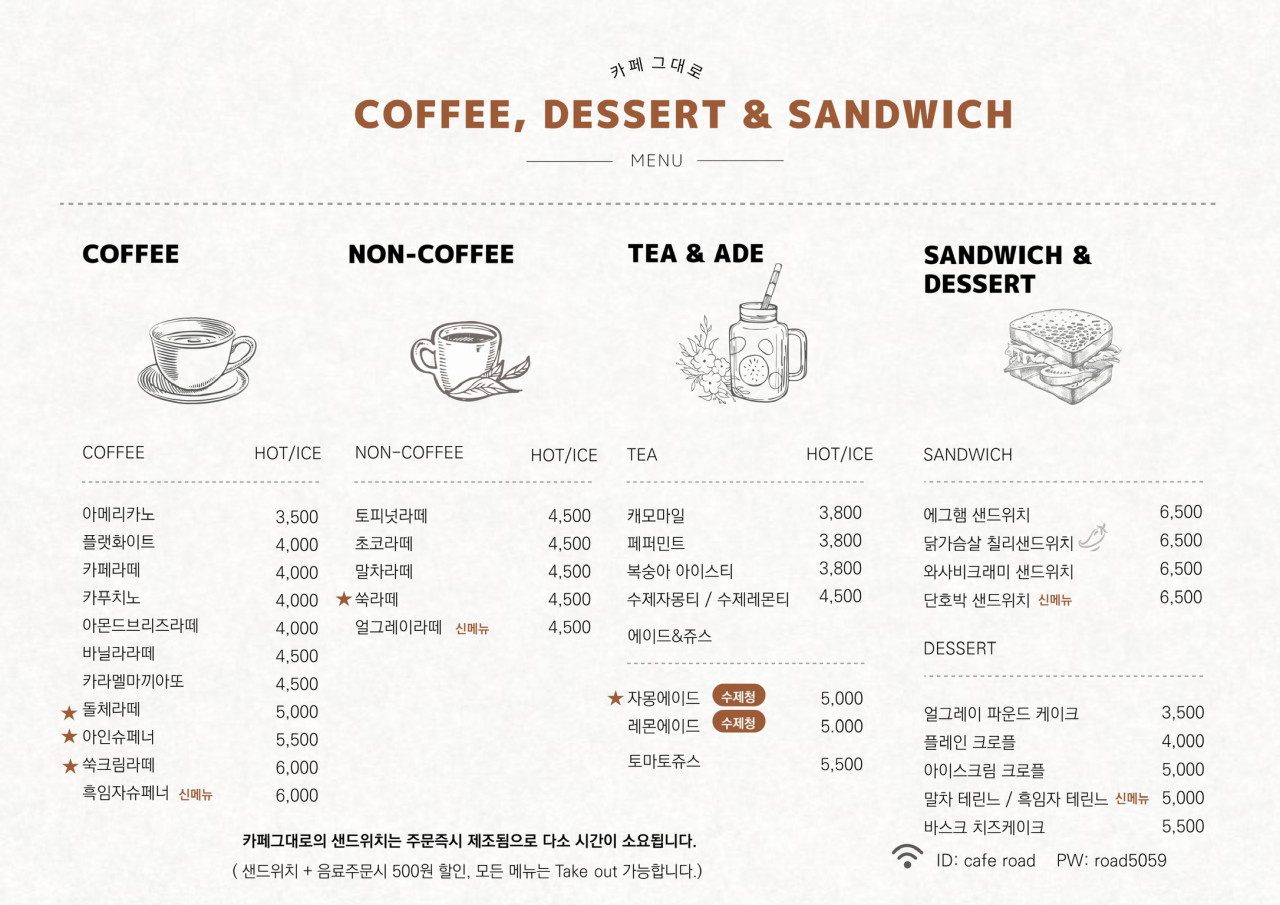 카페 그대로
COFFEE, DESSERT & SANDWICH
MENU
COFFEE
COFFEE HOT/ICE
아메리카노 3,500
플랫화이트 4,000
카페라떼 4,000
카푸치노 4,000
아몬드브리즈라떼 4,000
바닐라라떼 4,500
카라멜마끼아또 4,500
★ 돌체라떼 5,000
★ 아인슈페너 5,500
★ 쑥크림라떼 6,000
흑임자슈페너 신메뉴 6,000
NON-COFFEE
NON-COFFEE HOT/ICE
토피넛라떼 4,500
초코라떼 4,500
말차라떼 4,500
★ 쑥라떼 4,500
얼그레이라떼 신메뉴 4,500
TEA & ADE
TEA HOT/ICE
캐모마일 3,800
페퍼민트 3,800
복숭아 아이스티 3,800
수제자몽티 / 수제레몬티 4,500
에이드&쥬스
★ 자몽에이드 수제청 5,000
레몬에이드 수제청 5.000
토마토쥬스 5,500
SANDWICH &
DESSERT
SANDWICH
에그햄 샌드위치 6,500
닭가슴살 칠리샌드위치 6,500
와사비크래미 샌드위치 6,500
단호박 샌드위치 신메뉴 6,500
DESSERT
얼그레이 파운드 케이크 3,500
플레인 크로플 4,000
아이스크림 크로플 5,000
말차 테린느 / 흑임자 테린느 신메뉴 5,000
바스크 치즈케이크 5,500
카페그대로의 샌드위치는 주문즉시 제조됨으로 다소 시간이 소요됩니다.
( 샌드위치 + 음료주문시 500원 할인, 모든 메뉴는 Take out 가능합니다.)
ID: cafe road PW: road5059